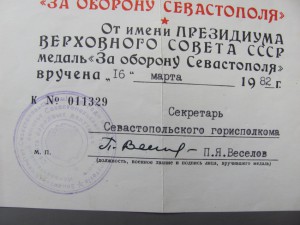 «ЗА ОБОРОНУ СЕВАСТОПОЛЯ»
От имени ПРЕЗИДИУМА
ВЕРХОВНОГО СОВЕТА СССР
медаль «За оборону Севастополя»
вручена „16“ марта 1982 г.
К № 011329
Секретарь
Севастопольского горисполкома
П.Я.Веселов
М. П.
(должность, воинское звание и подпись лица, вручившего медаль)